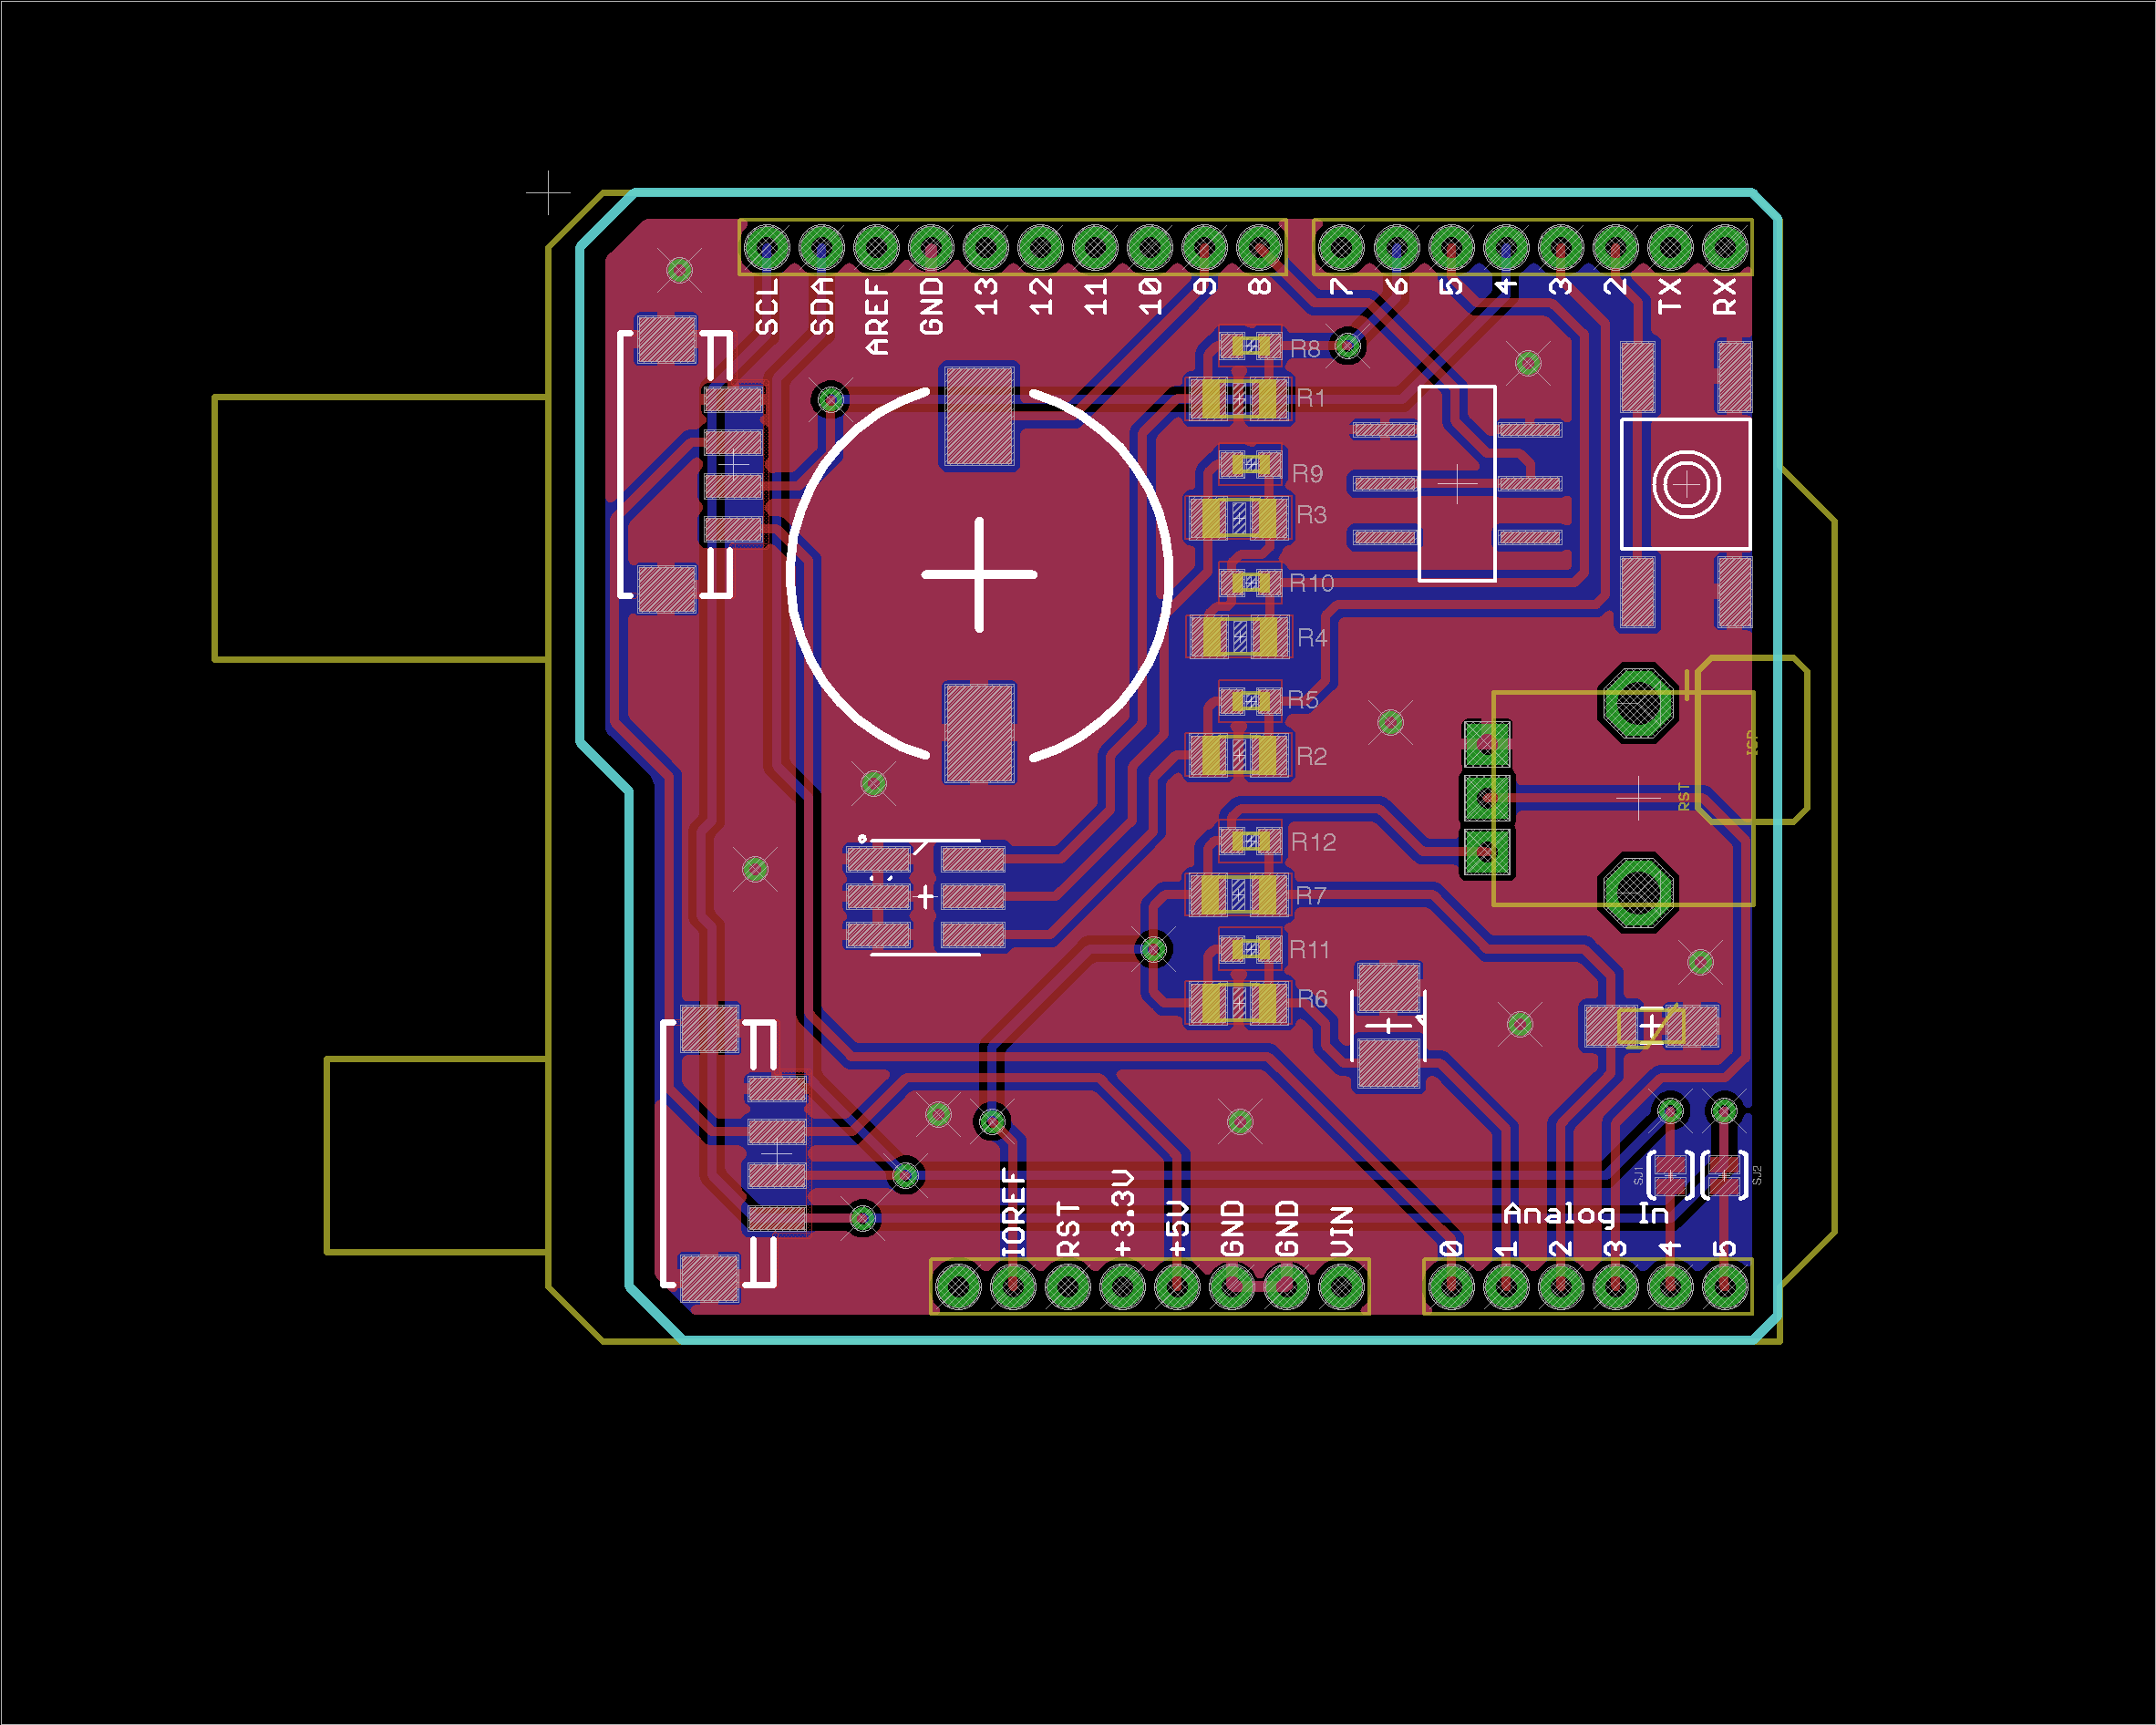 SCL
SDA
AREF
GND
13
12
11
10
9
8
7
6
5
4
3
2
TX
RX
R8
R1
R9
R3
R10
R4
R5
R2
ICP
RST
R12
R7
R11
R6
SJ1
SJ2
IOREF
RST
+3.3V
+5V
GND
GND
VIN
Analog In
0
1
2
3
4
5